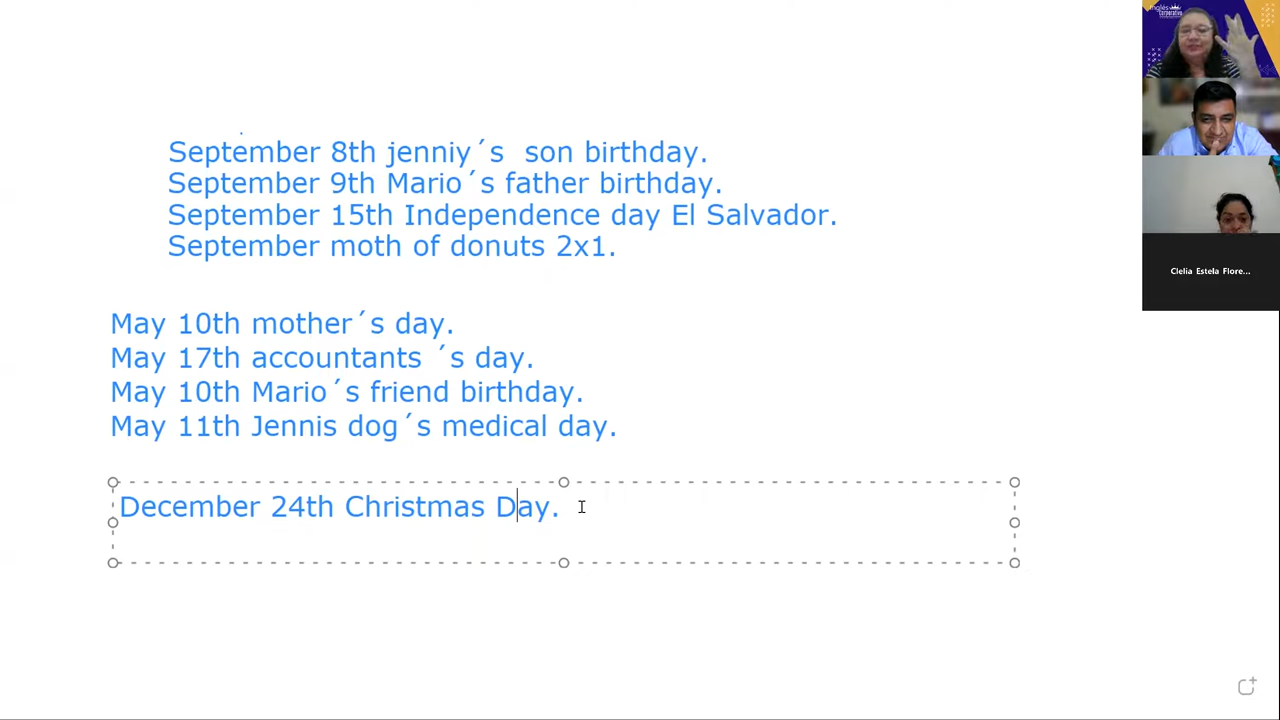 September 8th jenniy´s  son birthday.
September 9th Mario´s father birthday.
September 15th Independence day El Salvador.
September moth of donuts 2x1.
May 10th mother´s day.
May 17th accountants ´s day.
May 10th Mario´s friend birthday.
May 11th Jennis dog´s medical day.
December 24th Christmas Day.
Inglés
corporativo
Clelia Estela Flore...